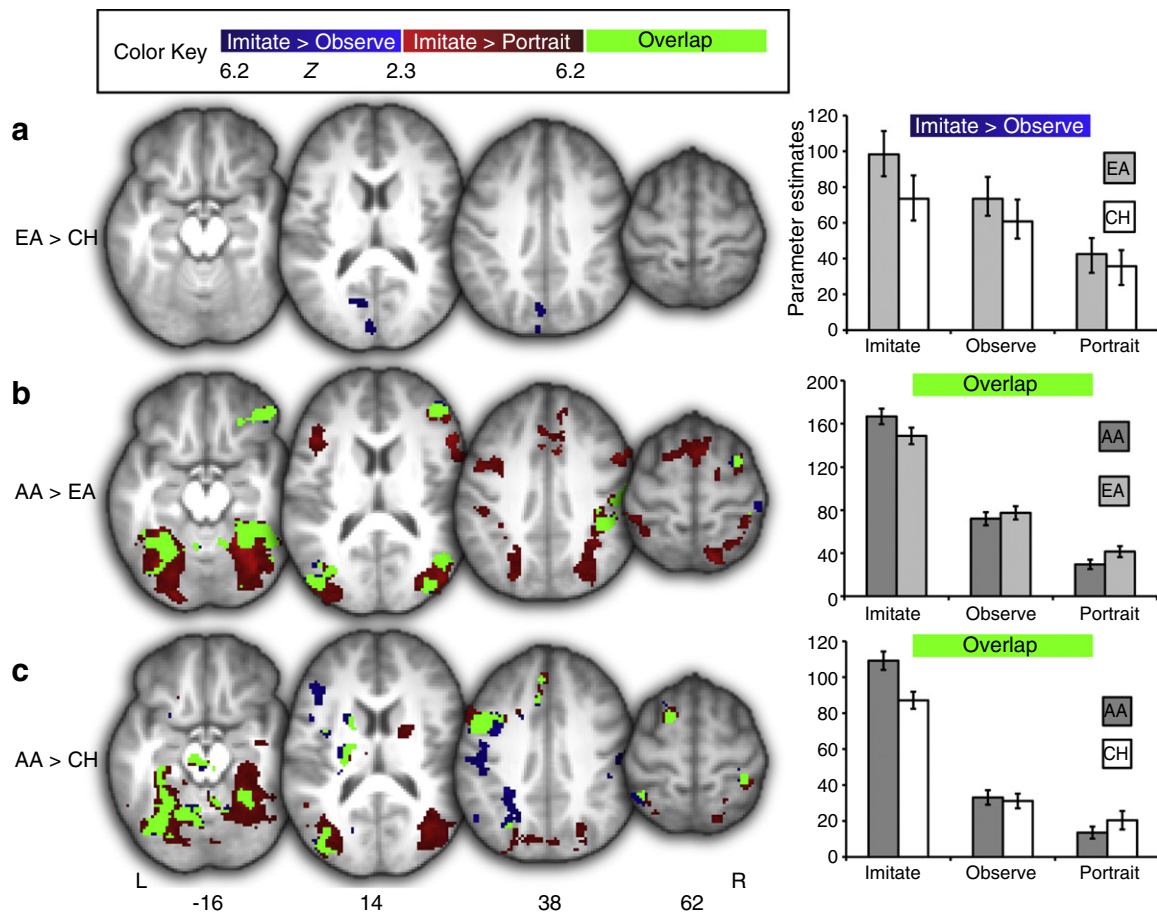 Color Key
Imitate > Observe Imitate > Portrait Overlap
6.2 Z 2.3 6.2
a
EA > CH
Imitate > Observe
Parameter estimates
120
100
80
60
40
20
0
EA
CH
Imitate Observe Portrait
b
AA > EA
Overlap
200
160
120
80
40
0
AA
EA
Imitate Observe Portrait
c
AA > CH
Overlap
120
100
80
60
40
20
0
AA
CH
Imitate Observe Portrait
L R
-16 14 38 62